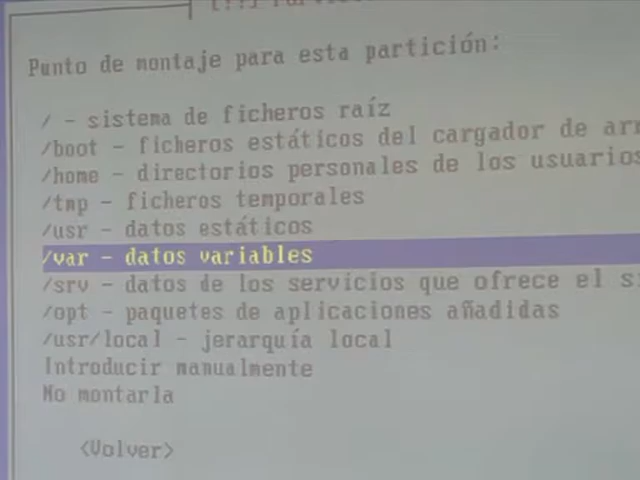 Punto de montaje para esta partición:
/ - sistema de ficheros raíz
/boot - ficheros estáticos del cargador de arr
/home - directorios personales de los usuarios
/tmp - ficheros temporales
/usr - datos estáticos
/var - datos variables
/srv - datos de los servicios que ofrece el s
/opt - paquetes de aplicaciones añadidas
/usr/local - jerarquía local
Introducir manualmente
No montarla
<Volver>